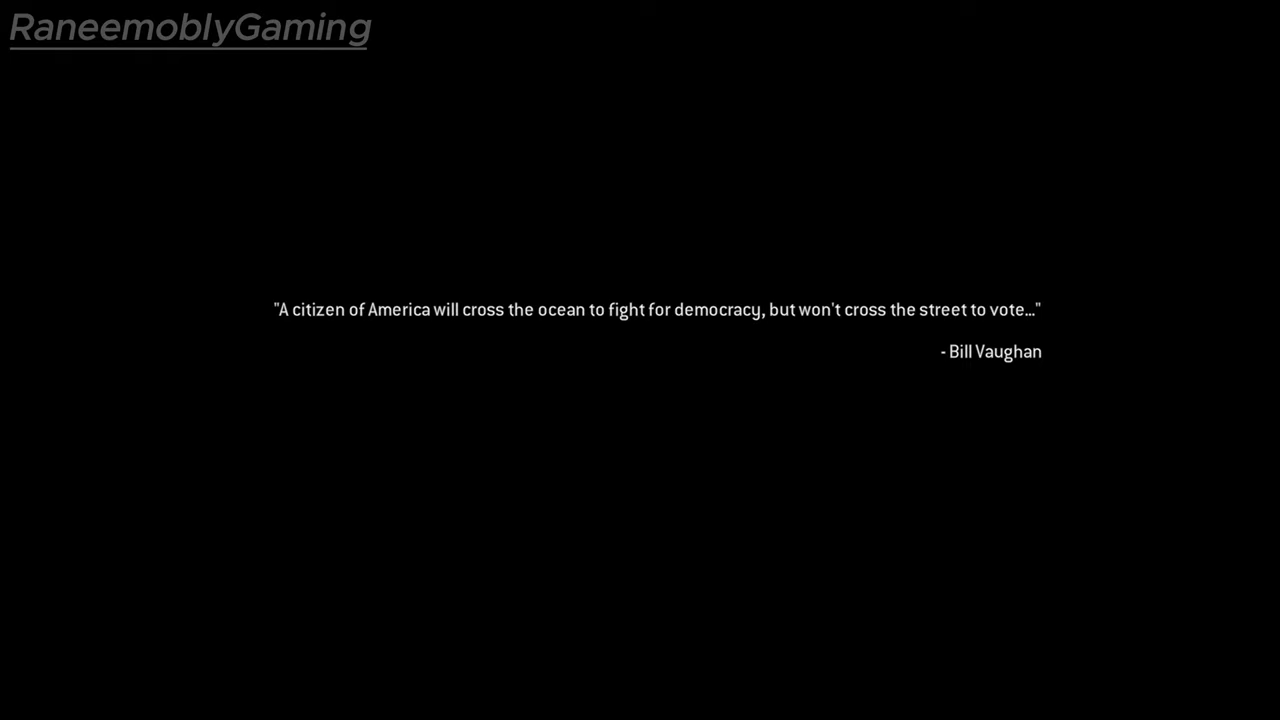 RaneemoblyGaming
"A citizen of America will cross the ocean to fight for democracy, but won't cross the street to vote..."
- Bill Vaughan